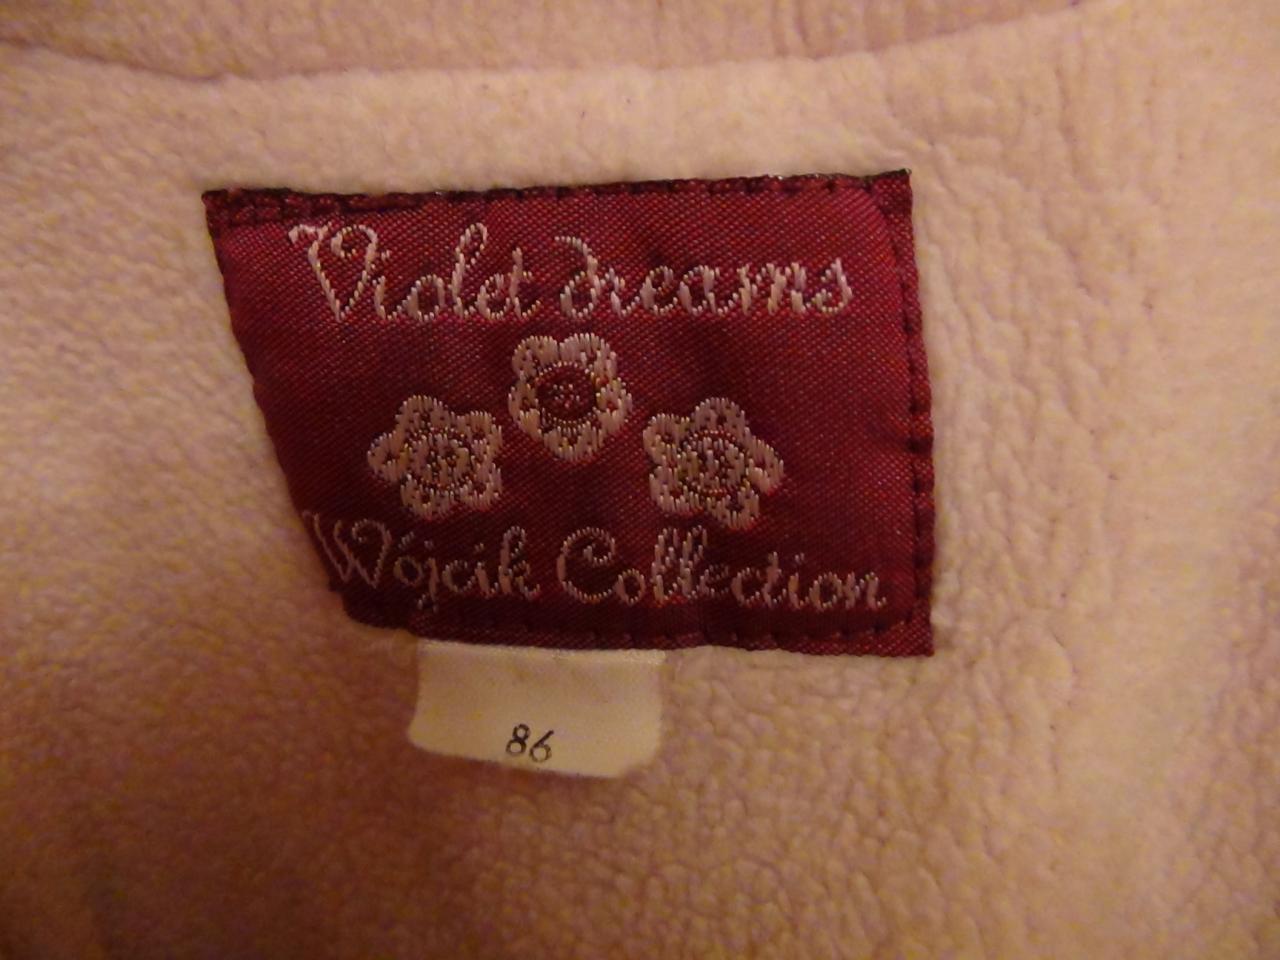 Violet dreams
Wójcik Collection
86